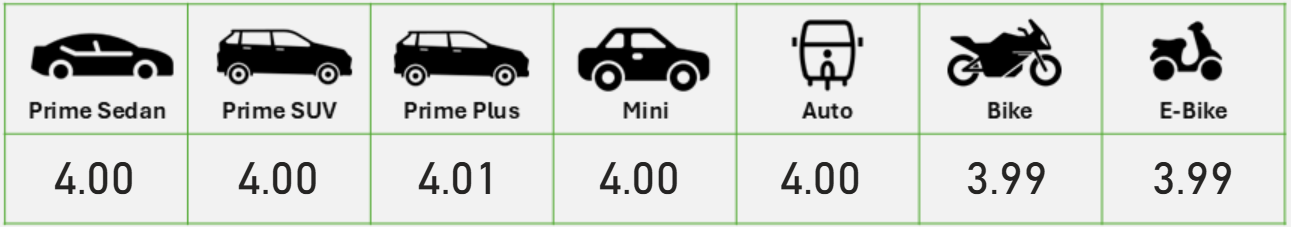 Prime Sedan Prime SUV Prime Plus Mini Auto Bike E-Bike
4.00 4.00 4.01 4.00 4.00 3.99 3.99